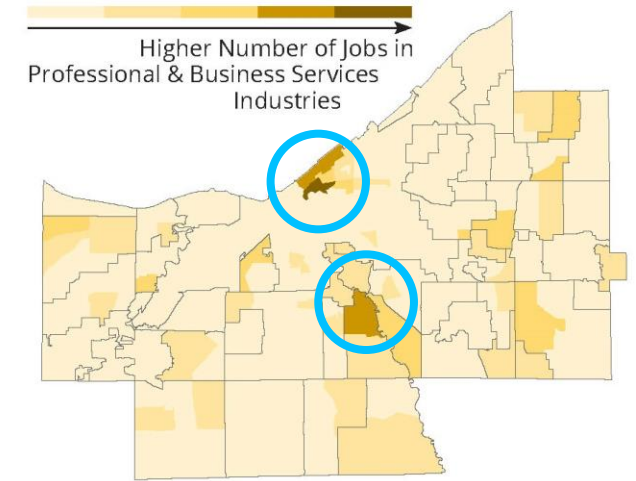 Higher Number of Jobs in
Professional & Business Services
Industries